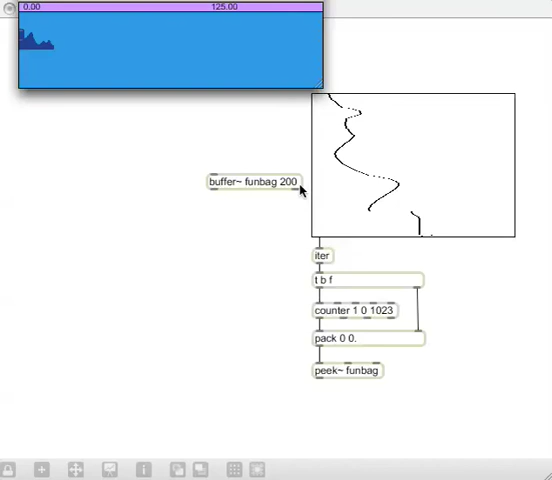 0.00 125.00
buffer~ funbag 200
iter
t b f
counter 1 0 1023
pack 0 0.
peek~ funbag